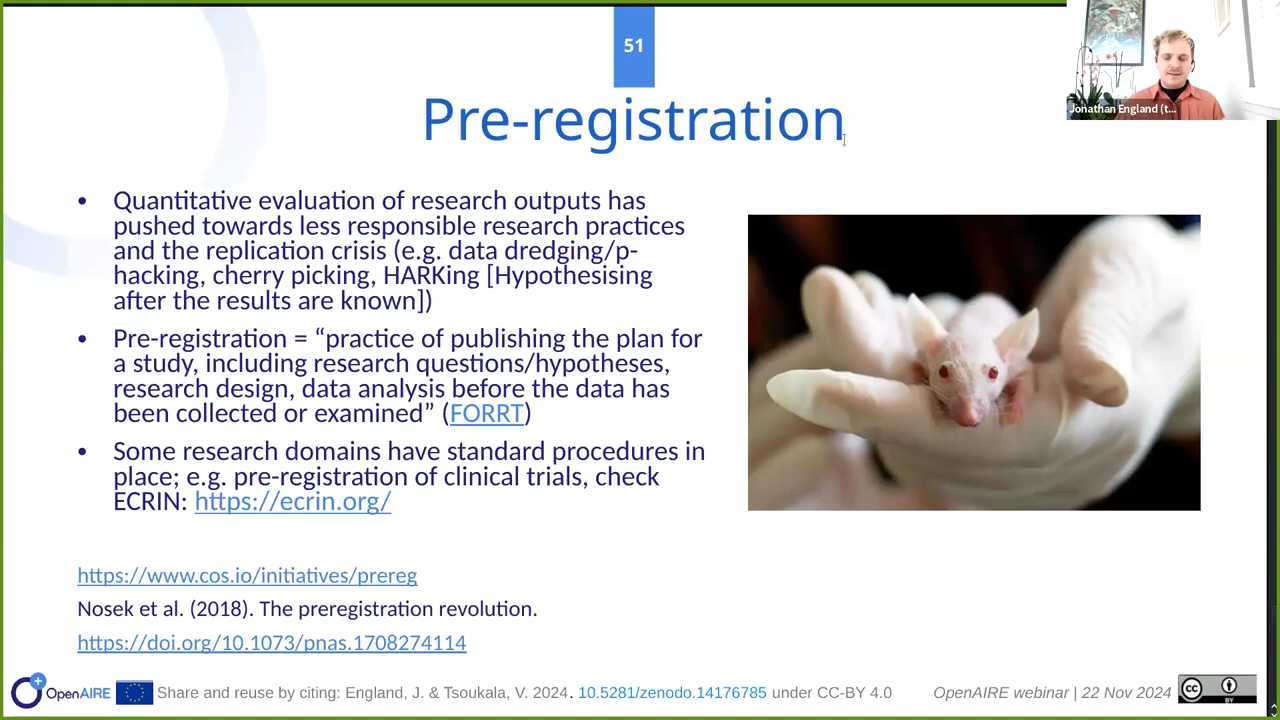 51
Jonathan England (t...
Pre-registration
• Quantitative evaluation of research outputs has
pushed towards less responsible research practices
and the replication crisis (e.g. data dredging/p-
hacking, cherry picking, HARKing [Hypothesising
after the results are known])
• Pre-registration = “practice of publishing the plan for
a study, including research questions/hypotheses,
research design, data analysis before the data has
been collected or examined” (FORRT)
• Some research domains have standard procedures in
place; e.g. pre-registration of clinical trials, check
ECRIN: https://ecrin.org/
https://www.cos.io/initiatives/prereg
Nosek et al. (2018). The preregistration revolution.
https://doi.org/10.1073/pnas.1708274114
OpenAIRE Share and reuse by citing: England, J. & Tsoukala, V. 2024. 10.5281/zenodo.14176785 under CC-BY 4.0 OpenAIRE webinar | 22 Nov 2024 cc BY